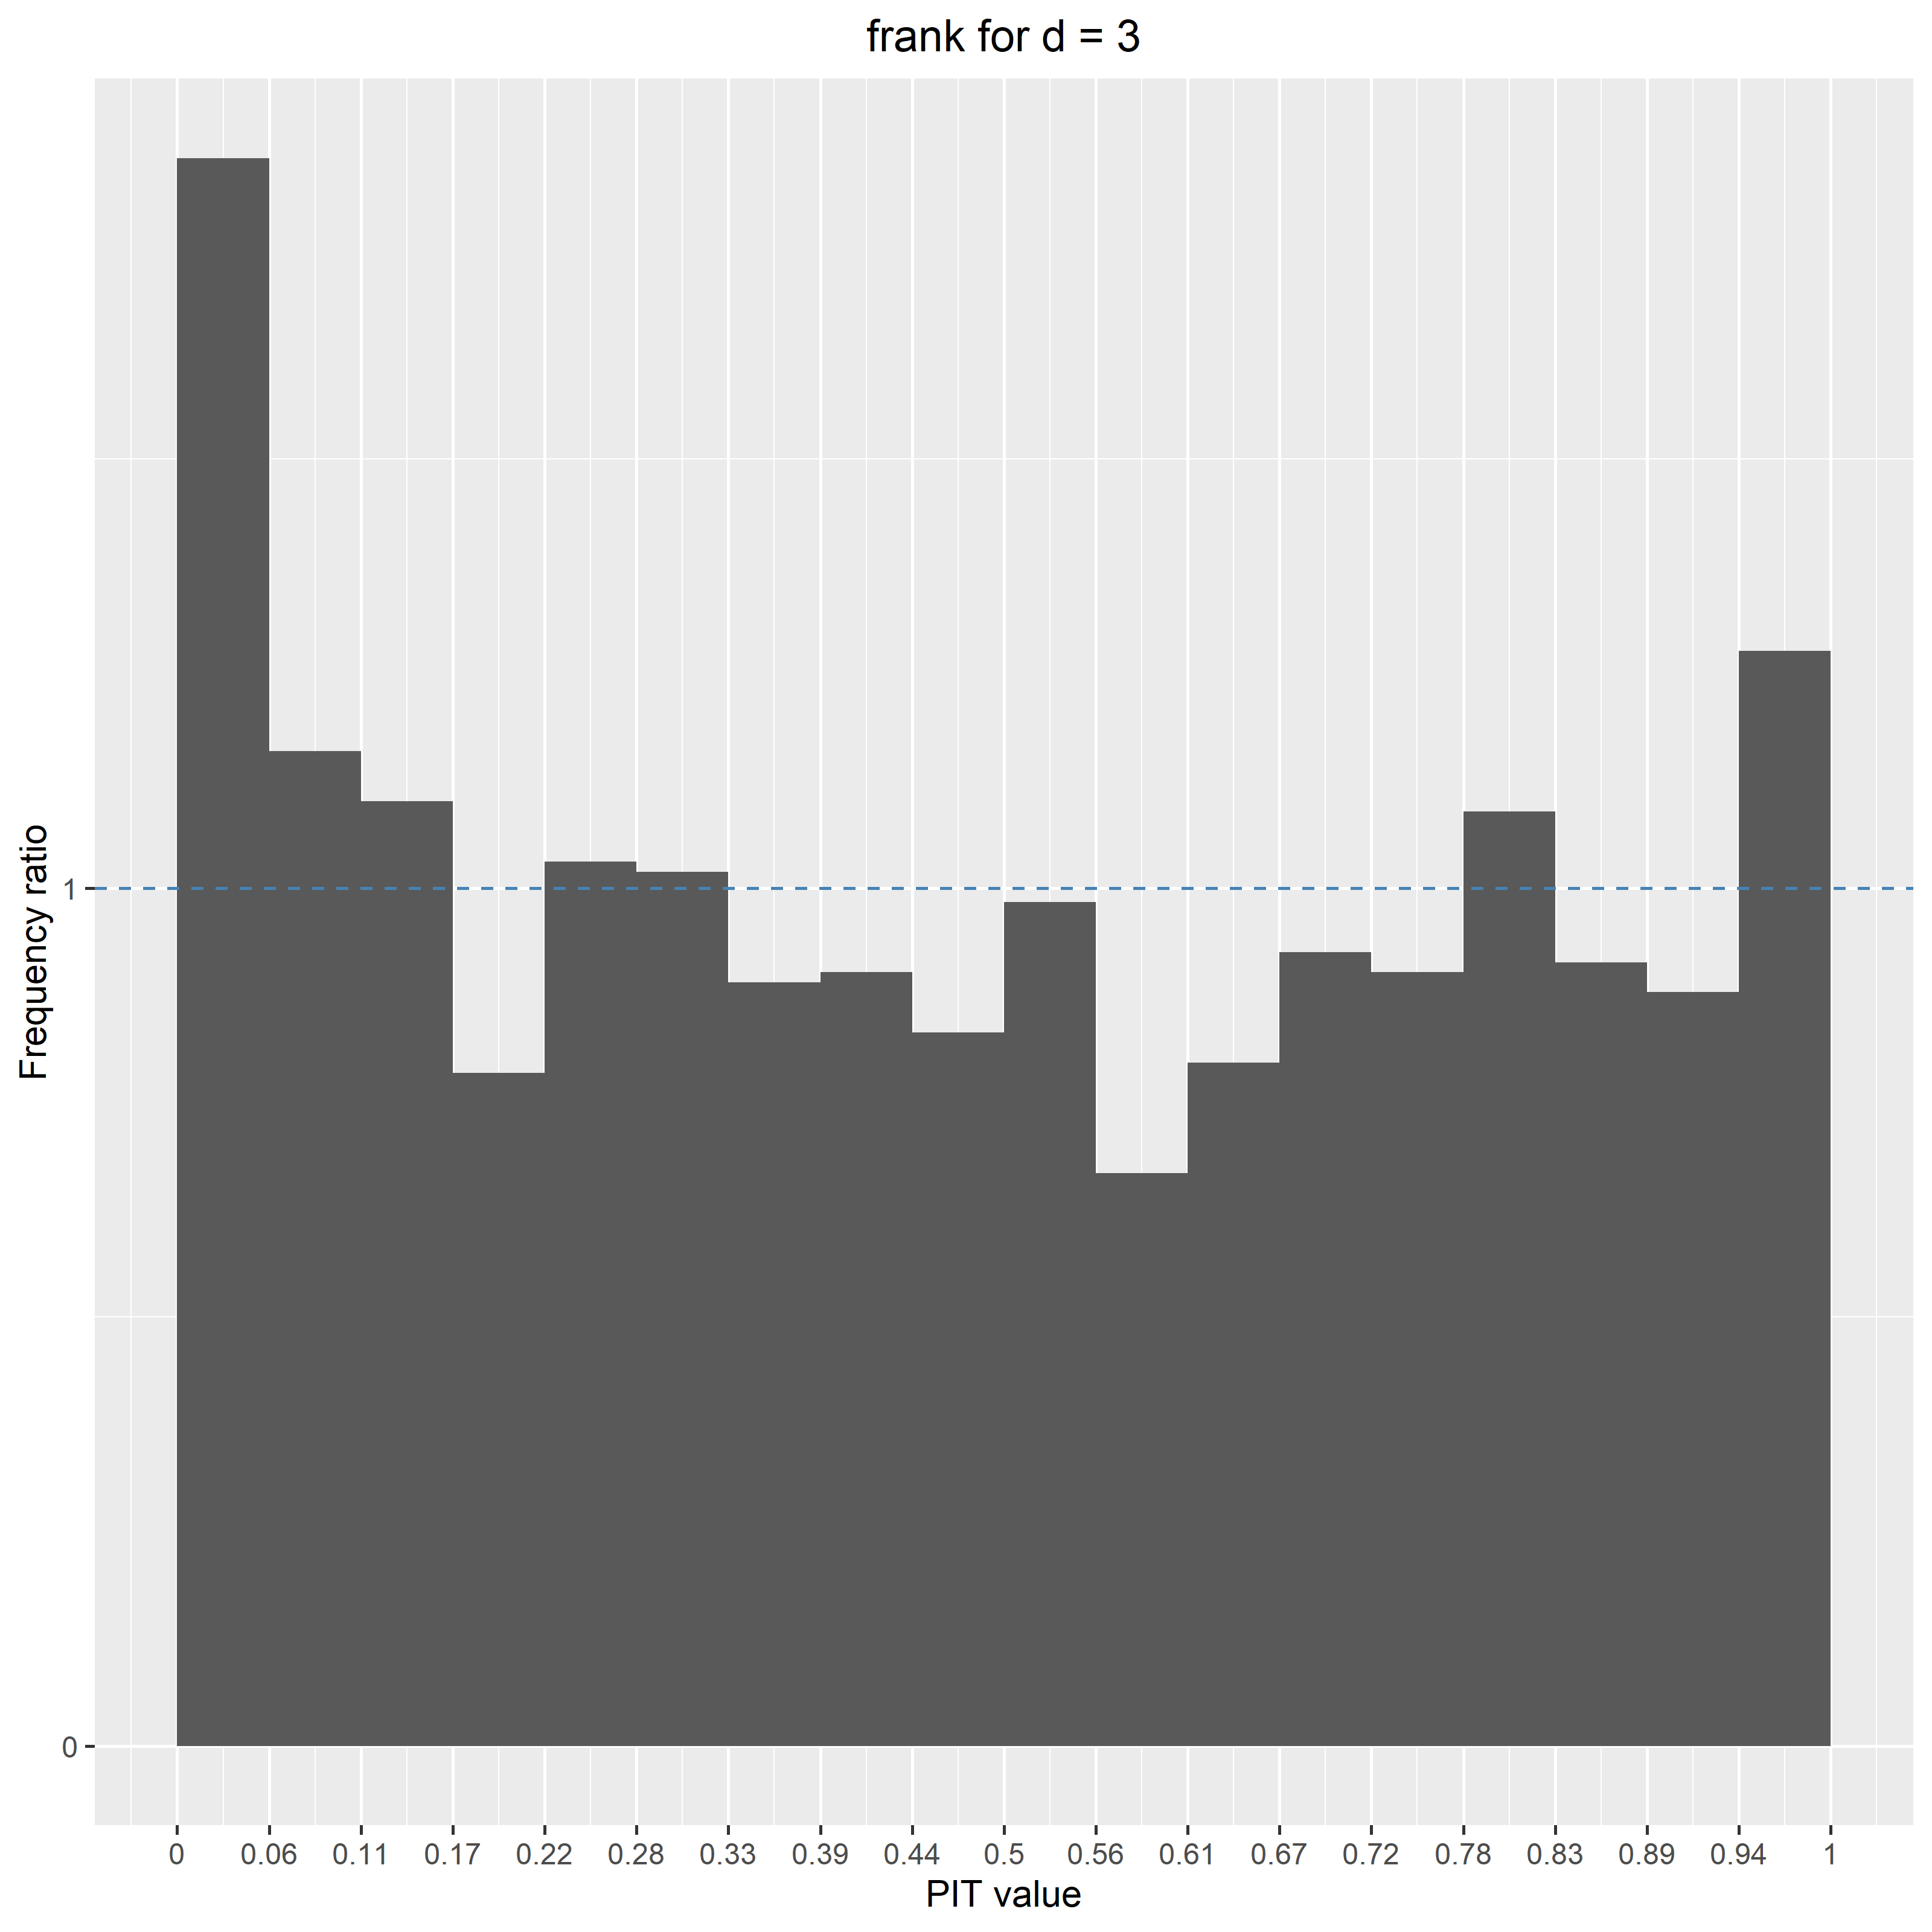 frank for d = 3
Frequency ratio
1
0
0 0.06 0.11 0.17 0.22 0.28 0.33 0.39 0.44 0.5 0.56 0.61 0.67 0.72 0.78 0.83 0.89 0.94 1
PIT value